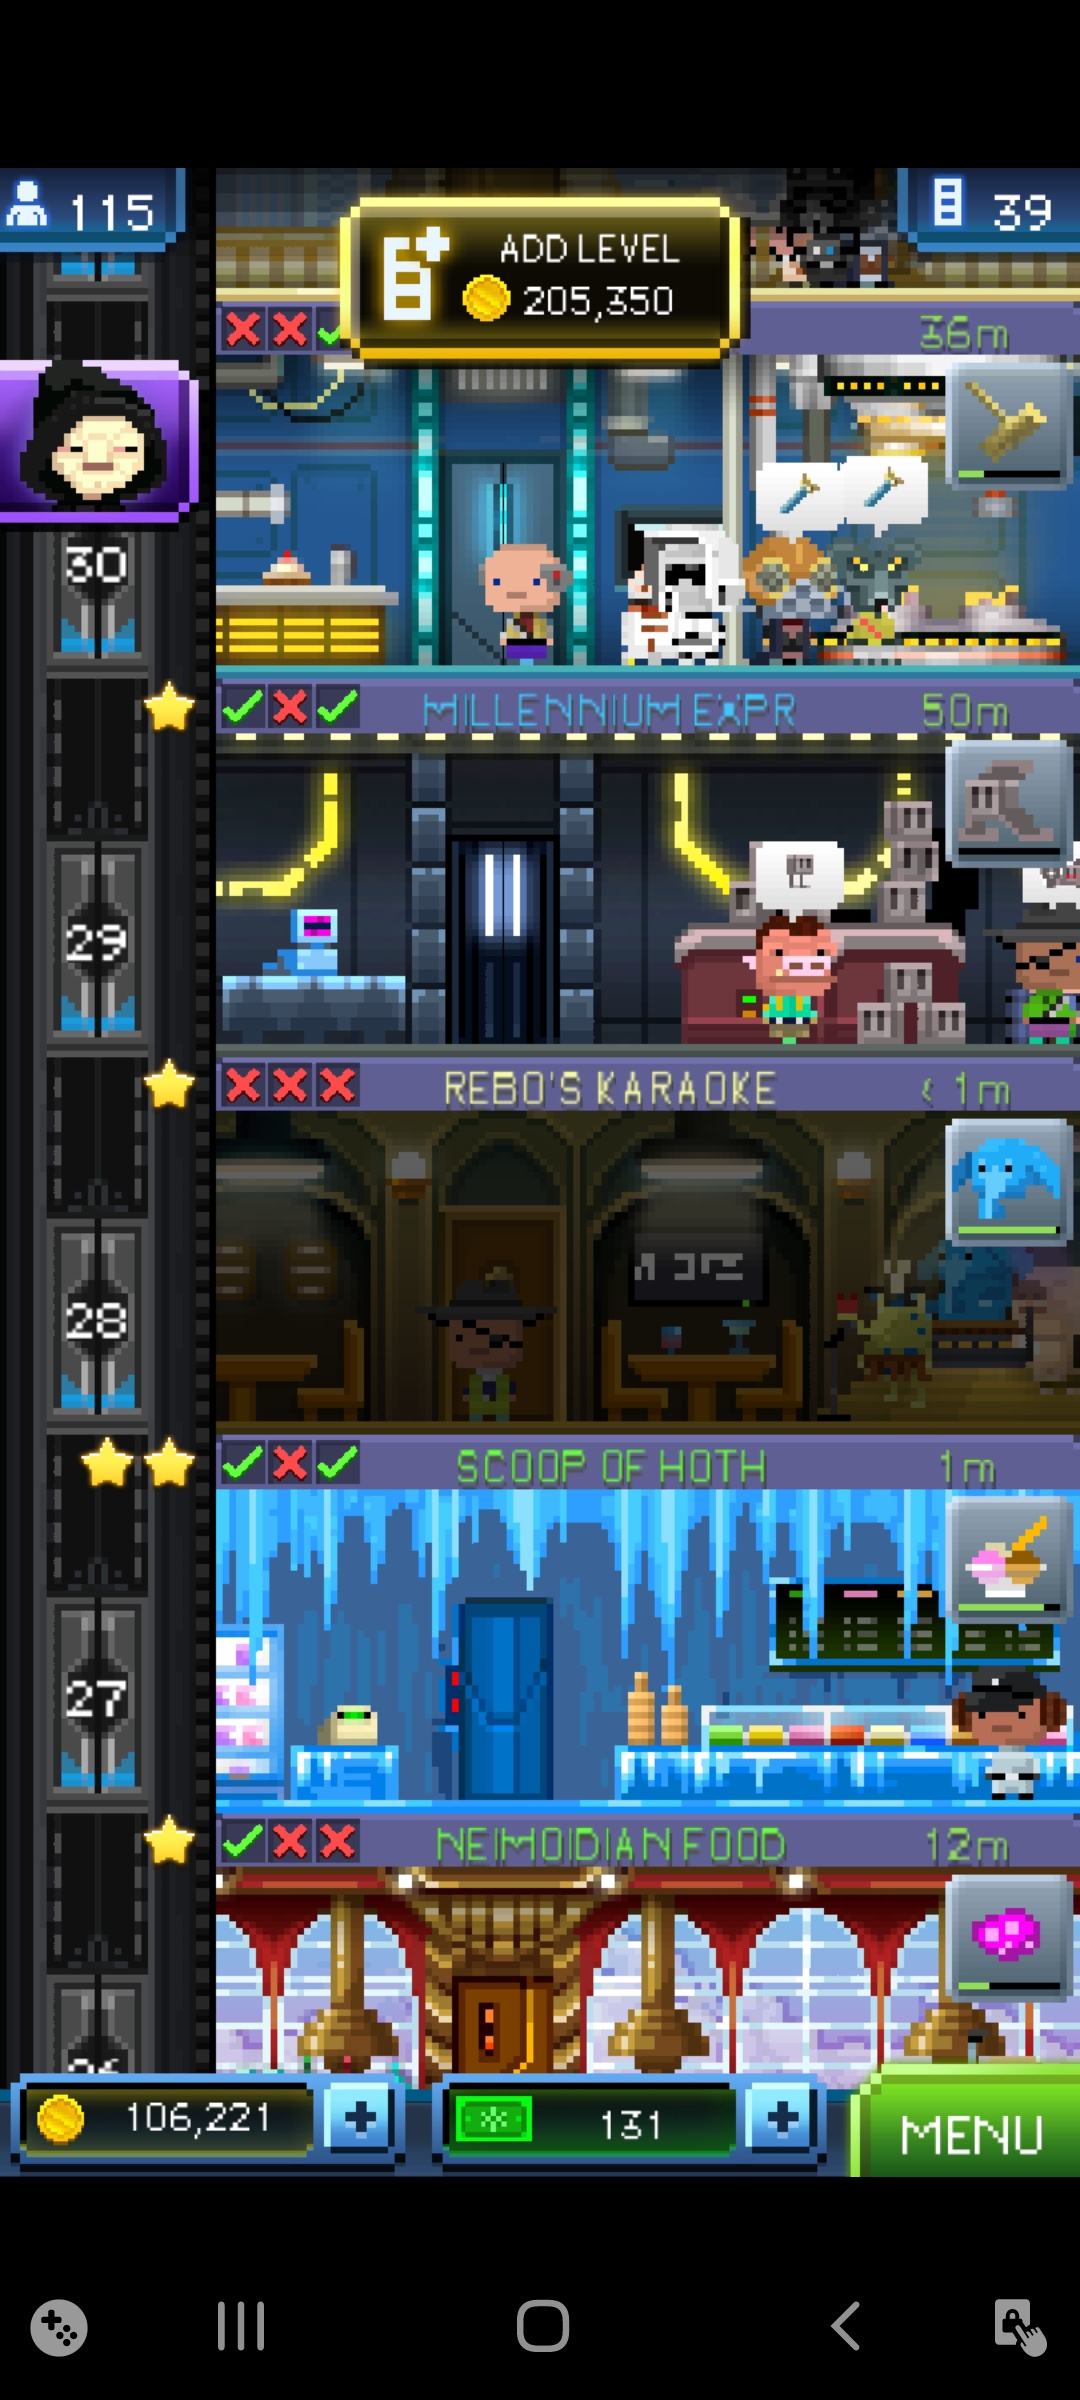 115
39
ADD LEVEL
205,350
36m
30
MILLENNIUM EXPR
50m
29
REBO'S KARAOKE
< 1m
28
SCOOP OF HOTH
1m
27
NEIMOIDIAN FOOD
12m
26
106,221
131
MENU